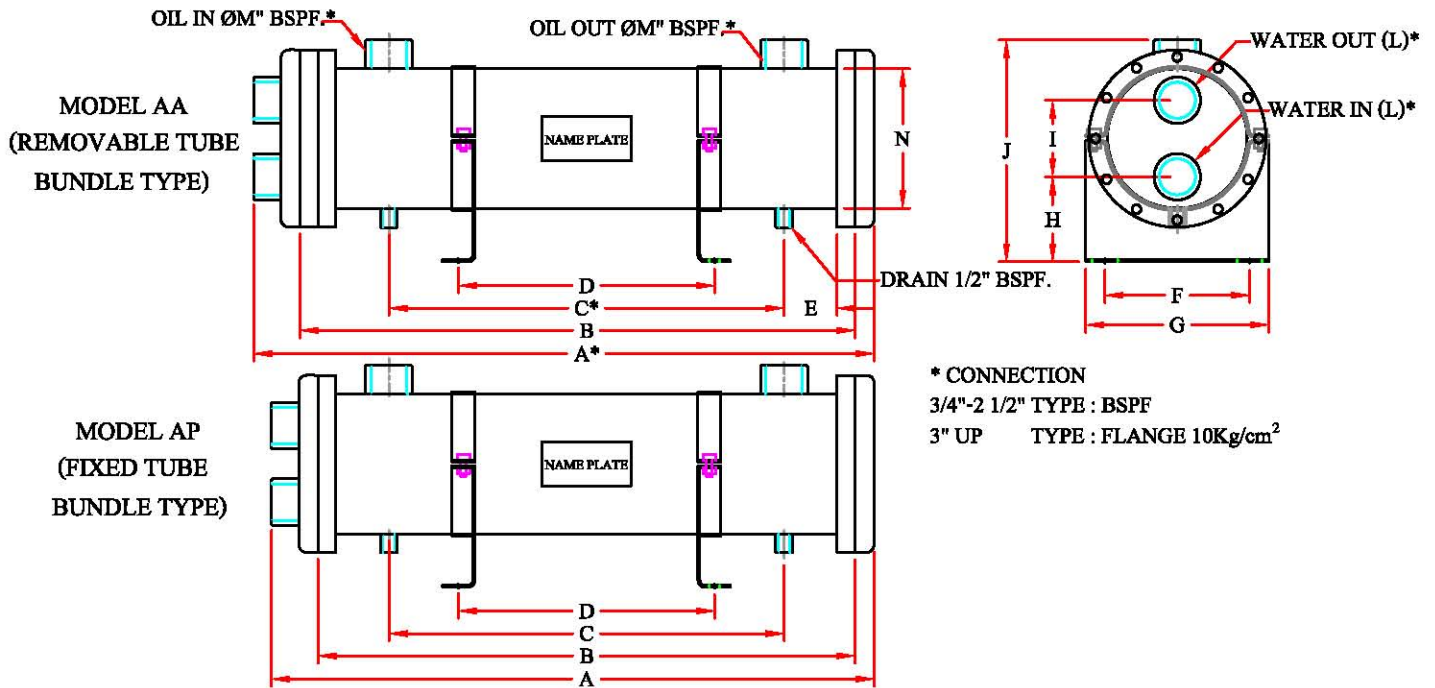 OIL IN ØM" BSPF.*
OIL OUT ØM" BSPF.*
WATER OUT (L)*
WATER IN (L)*
MODEL AA
(REMOVABLE TUBE
BUNDLE TYPE)
NAME PLATE
N
J
I
H
DRAIN 1/2" BSPF.
D
C*
E
B
A*
F
G
* CONNECTION
3/4"-2 1/2" TYPE : BSPF
3" UP TYPE : FLANGE 10Kg/cm²
MODEL AP
(FIXED TUBE
BUNDLE TYPE)
NAME PLATE
D
C
B
A